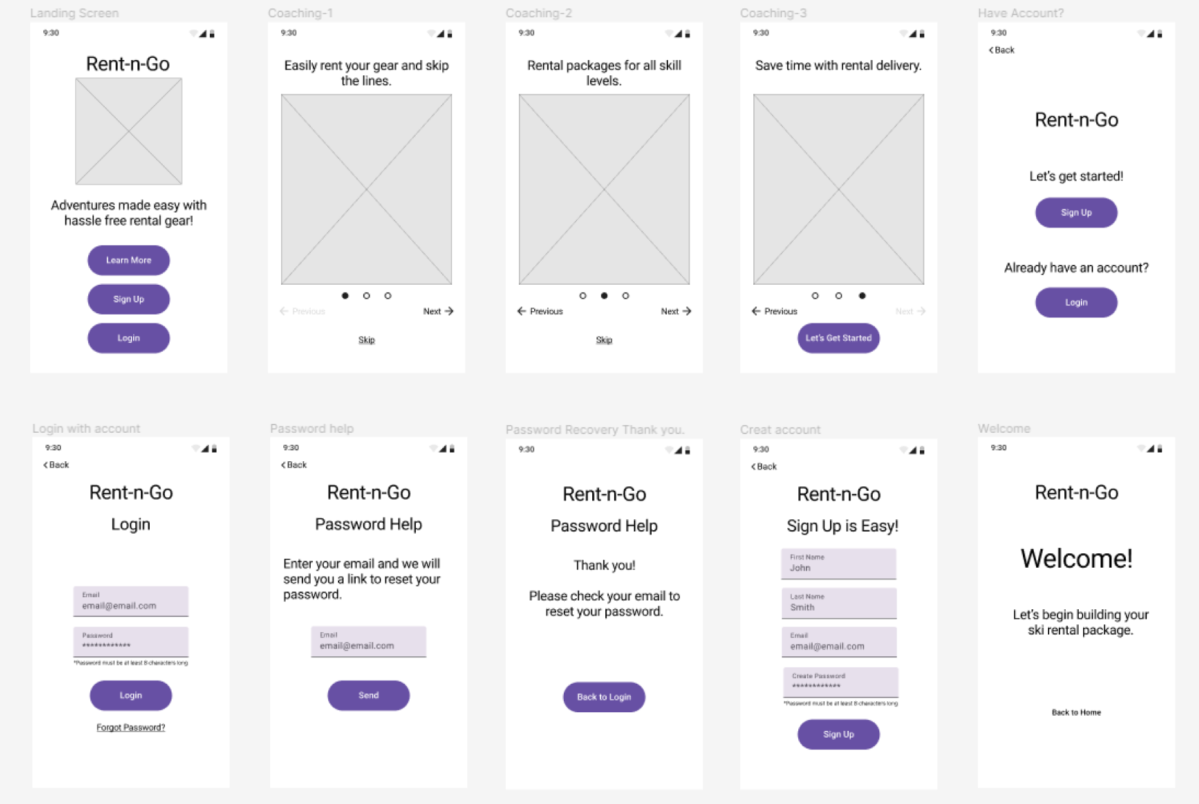 Landing Screen
9:30
Rent-n-Go
Adventures made easy with
hassle free rental gear!
Learn More
Sign Up
Login
Coaching-1
9:30
Easily rent your gear and skip
the lines.
← Previous
Next →
Skip
Coaching-2
9:30
Rental packages for all skill
levels.
← Previous
Next →
Skip
Coaching-3
9:30
Save time with rental delivery.
← Previous
Next →
Let's Get Started
Have Account?
9:30
< Back
Rent-n-Go
Let's get started!
Sign Up
Already have an account?
Login
Login with account
9:30
< Back
Rent-n-Go
Login
Email
email@email.com
Password
************
*Password must be at least 8 characters long
Login
Forgot Password?
Password help
9:30
< Back
Rent-n-Go
Password Help
Enter your email and we will
send you a link to reset your
password.
Email
email@email.com
Send
Password Recovery Thank you.
9:30
Rent-n-Go
Password Help
Thank you!
Please check your email to
reset your password.
Back to Login
Creat account
9:30
< Back
Rent-n-Go
Sign Up is Easy!
First Name
John
Last Name
Smith
Email
email@email.com
Create Password
************
*Password must be at least 8 characters long
Sign Up
Welcome
9:30
Rent-n-Go
Welcome!
Let's begin building your
ski rental package.
Back to Home